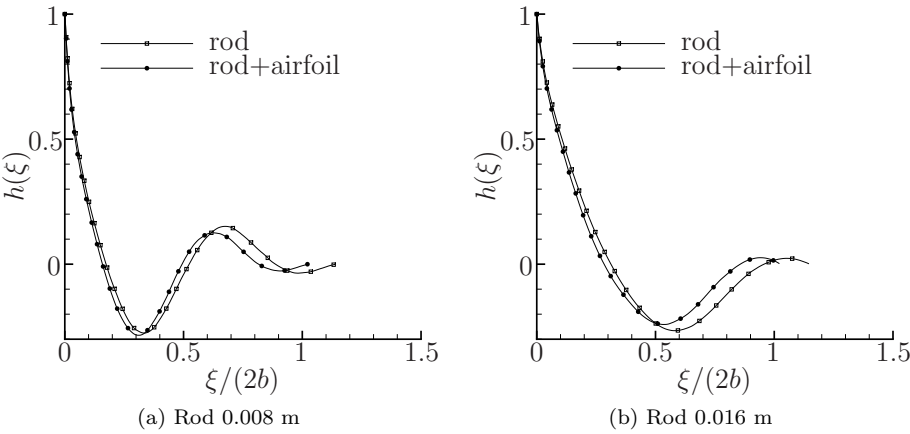 1
0.5
0
h(ξ)
rod
rod+airfoil
0 0.5 1 1.5
ξ/(2b)
(a) Rod 0.008 m
1
0.5
0
h(ξ)
rod
rod+airfoil
0 0.5 1 1.5
ξ/(2b)
(b) Rod 0.016 m